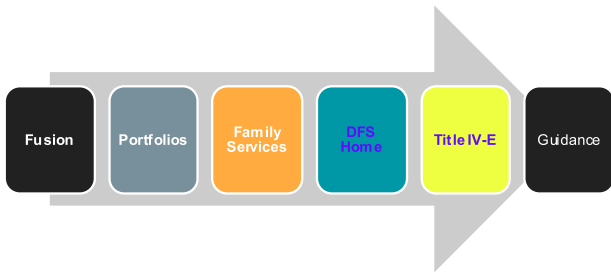 Fusion
Portfolios
Family
Services
DFS
Home
Title IV-E
Guidance